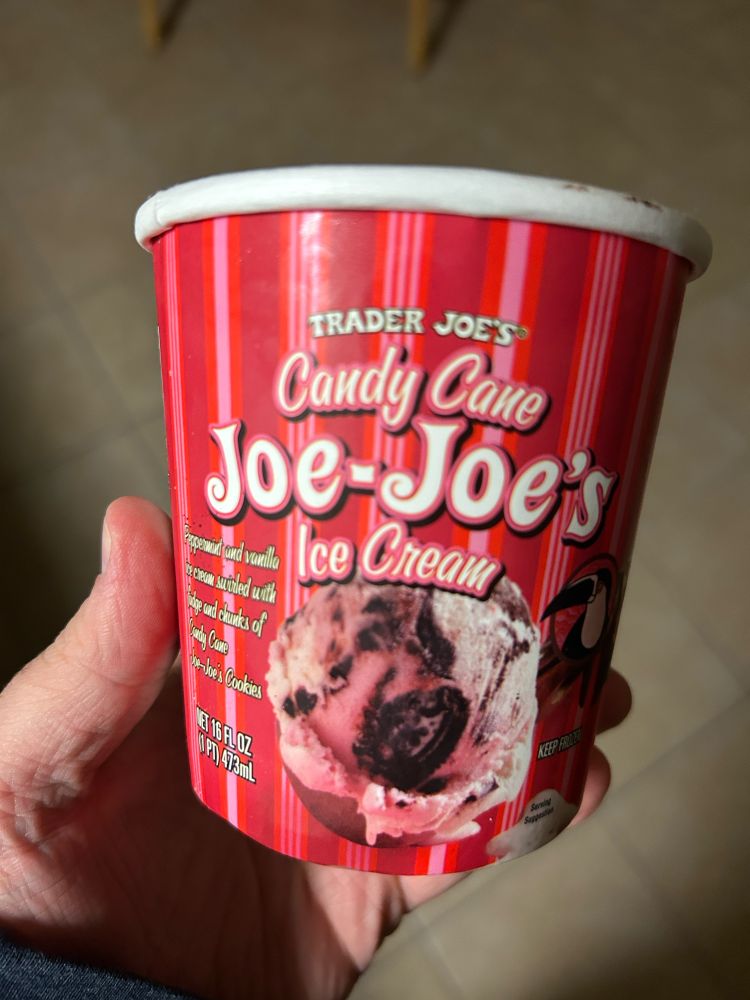 TRADER JOE'S®
Candy Cane
Joe-Joe's
Ice Cream
Peppermint and vanilla
ice cream swirled with
fudge and chunks of
Candy Cane
Joe-Joe's Cookies
NET 16 FL OZ
(1 PT) 473mL
KEEP FROZEN
Serving
Suggestion